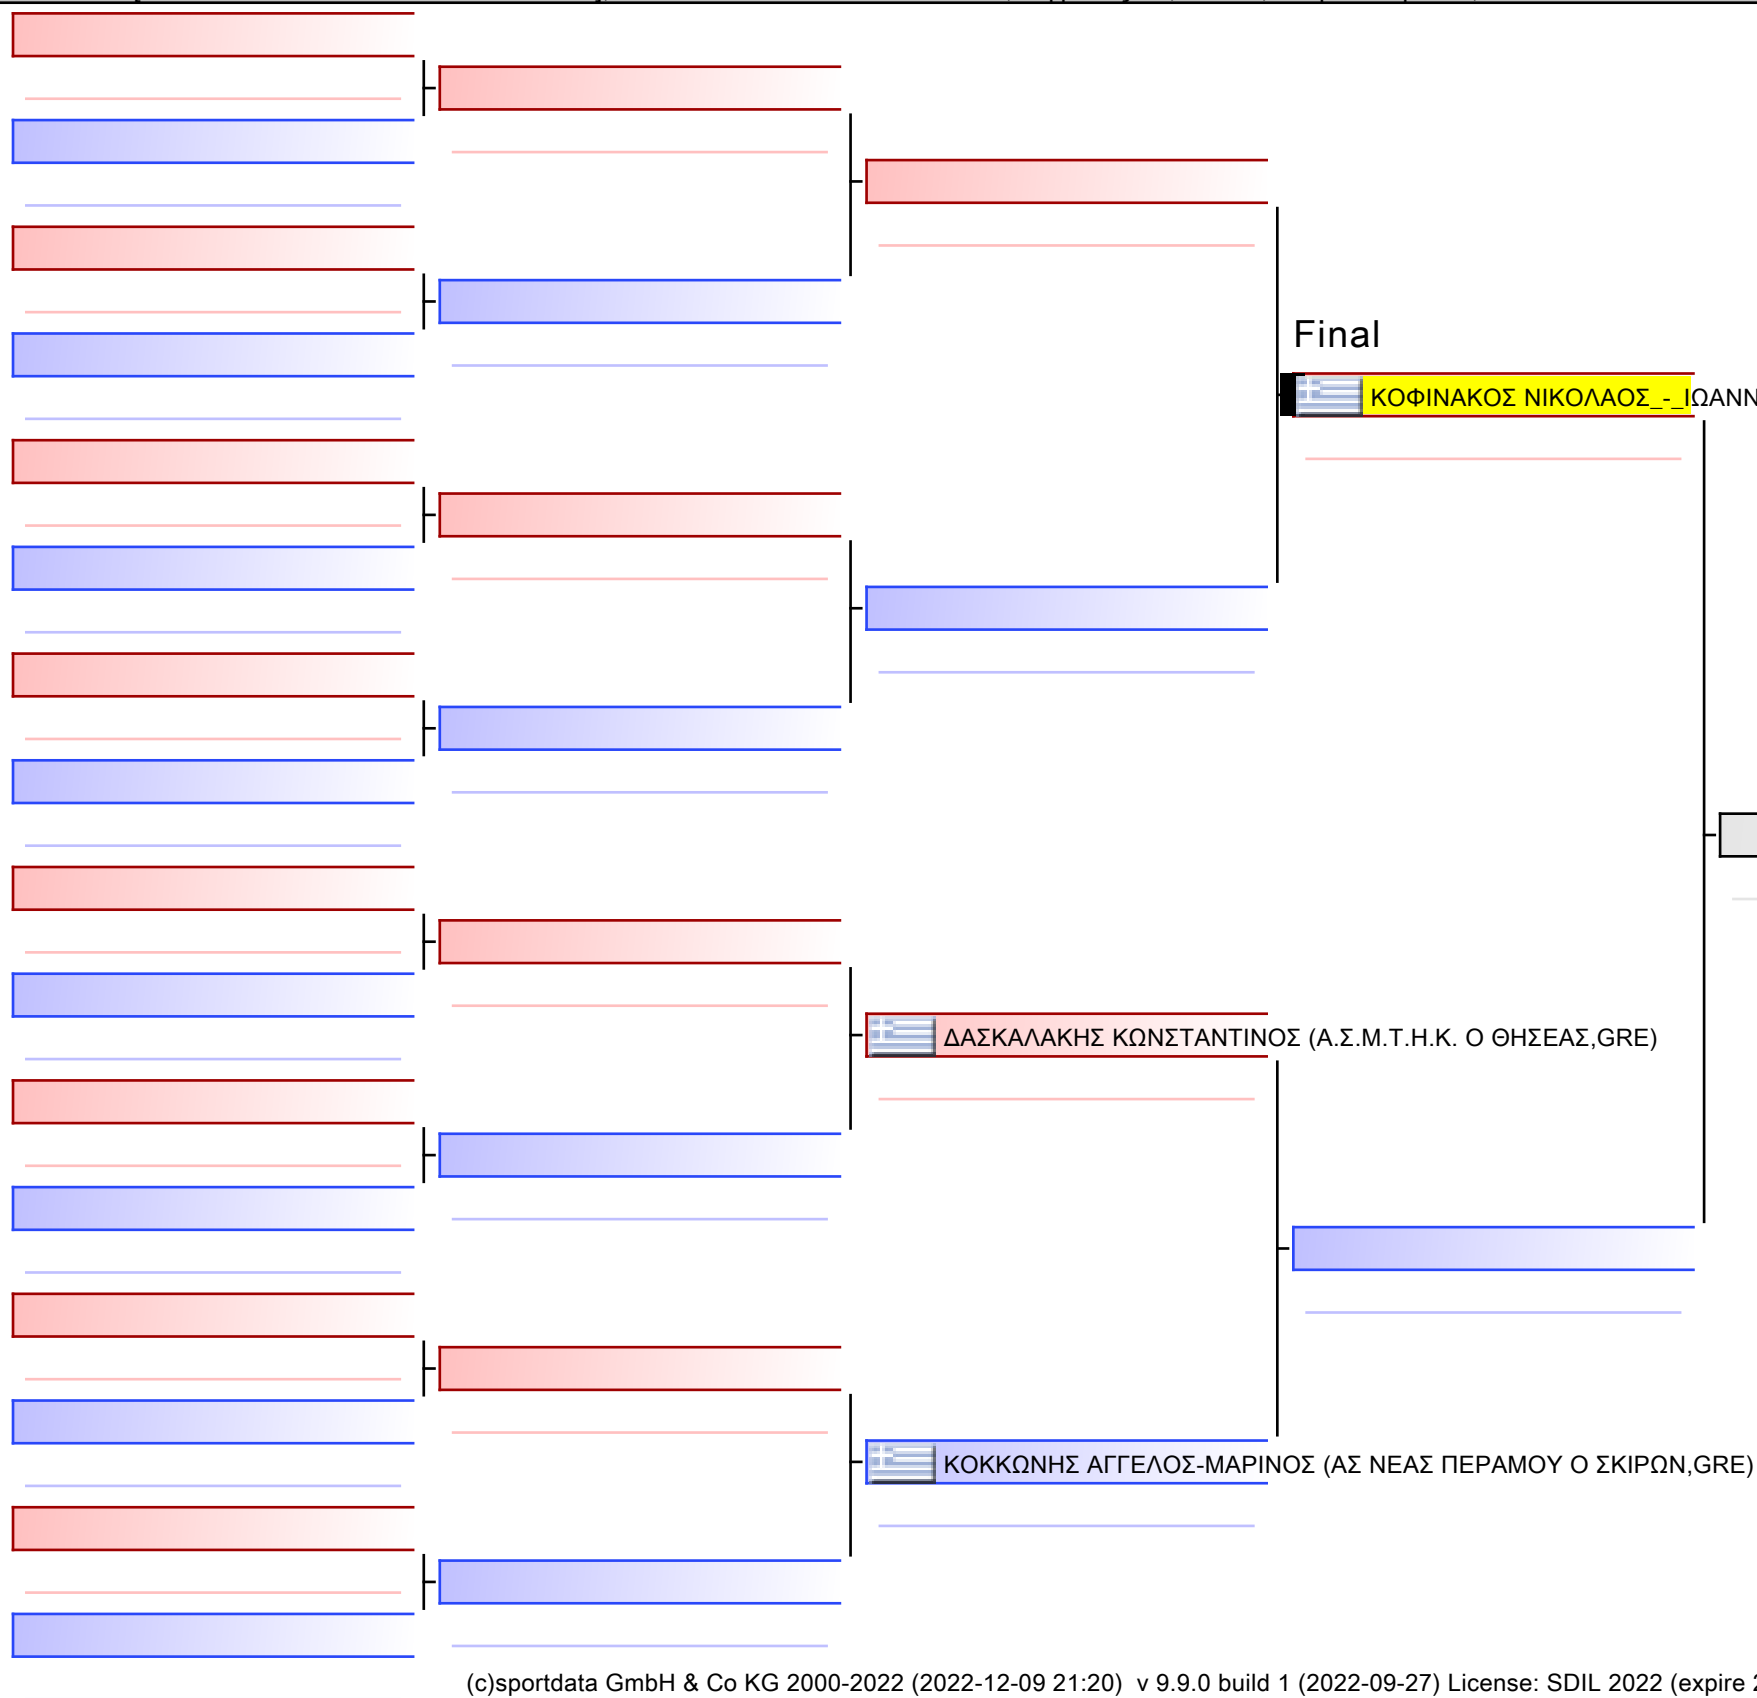 Final
ΚΟΦΙΝΑΚΟΣ ΝΙΚΟΛΑΟΣ_-_ΙΩΑΝΝ
ΔΑΣΚΑΛΑΚΗΣ ΚΩΝΣΤΑΝΤΙΝΟΣ (Α.Σ.Μ.Τ.Η.Κ. Ο ΘΗΣΕΑΣ,GRE)
ΚΟΚΚΩΝΗΣ ΑΓΓΕΛΟΣ-ΜΑΡΙΝΟΣ (ΑΣ ΝΕΑΣ ΠΕΡΑΜΟΥ Ο ΣΚΙΡΩΝ,GRE)
(c)sportdata GmbH & Co KG 2000-2022 (2022-12-09 21:20) v 9.9.0 build 1 (2022-09-27) License: SDIL 2022 (expire